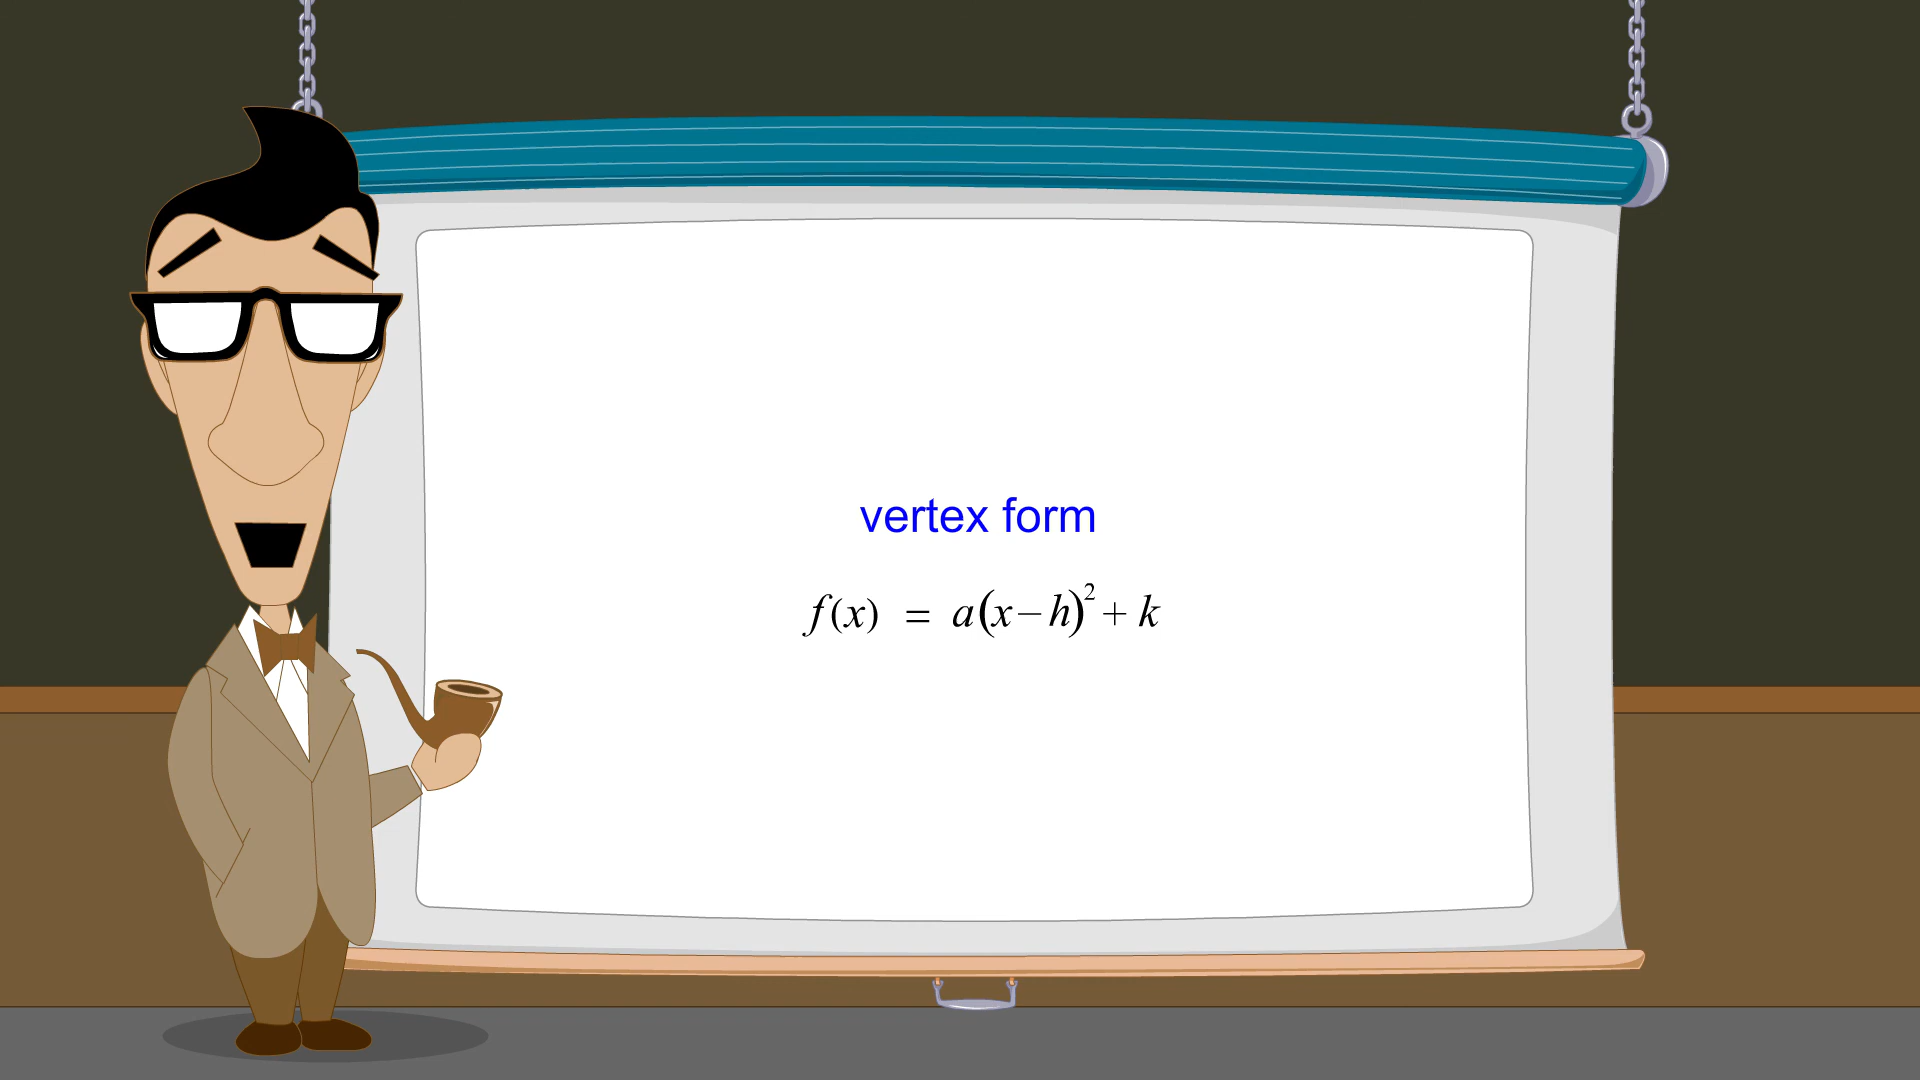 vertex form
f(x) = a(x−h)² + k